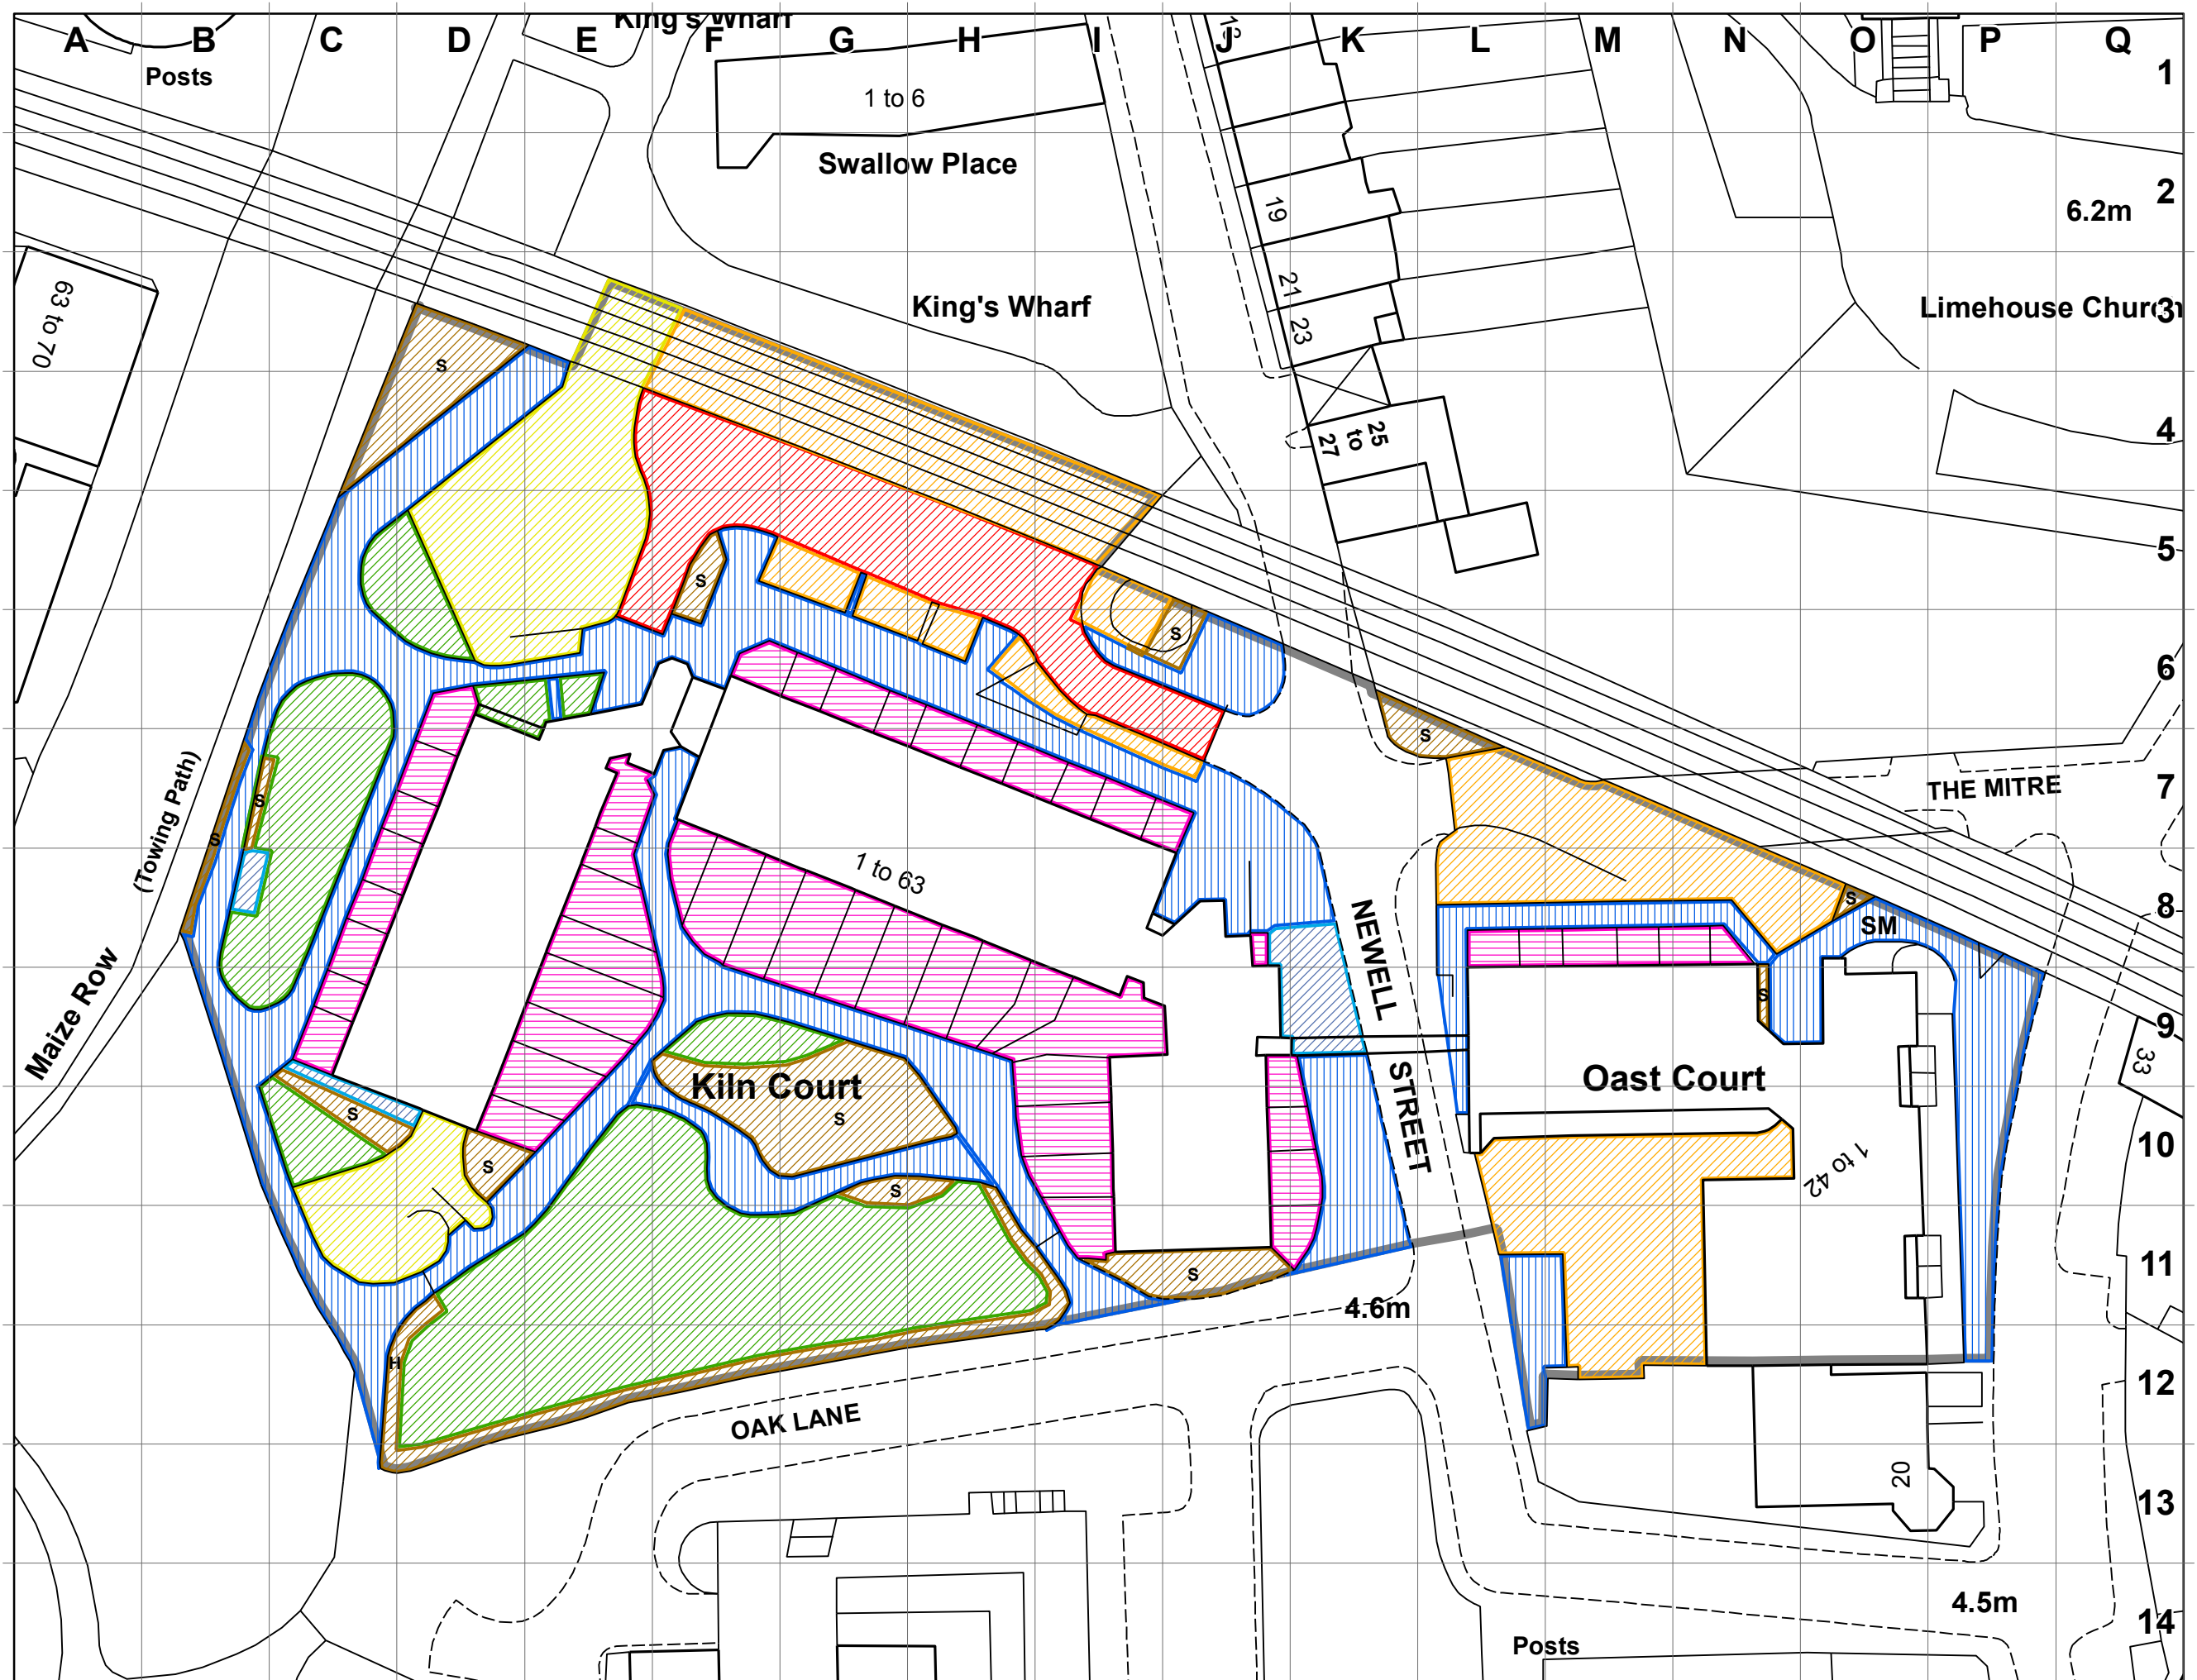 King's Wharf
A B C D E F G H I J K L M N O P Q
1
Posts
1 to 6
Swallow Place
2
19
6.2m
21
63 to 70
King's Wharf
23
Limehouse Church
3
S
25
to
27
4
5
S
S
6
S
THE MITRE
7
S
S
(Towing Path)
1 to 63
S
8
SM
NEWELL
STREET
Maize Row
S
9
33
Kiln Court
Oast Court
S
S
10
S
1 to 42
S
S
11
4.6m
H
12
OAK LANE
20
13
4.5m
14
Posts